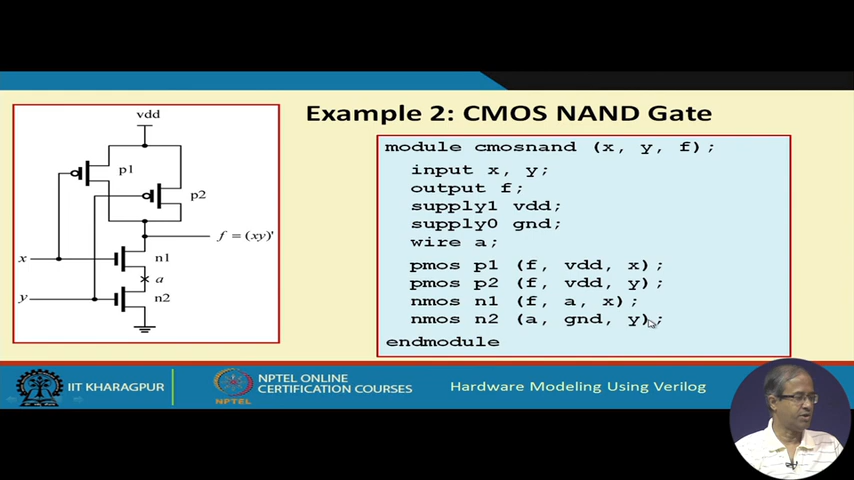 Example 2: CMOS NAND Gate
vdd
p1
p2
f = (xy)'
x
n1
a
y
n2
module cmosnand (x, y, f);
input x, y;
output f;
supply1 vdd;
supply0 gnd;
wire a;
pmos p1 (f, vdd, x);
pmos p2 (f, vdd, y);
nmos n1 (f, a, x);
nmos n2 (a, gnd, y);
endmodule
IIT KHARAGPUR
NPTEL
NPTEL ONLINE
CERTIFICATION COURSES
Hardware Modeling Using Verilog